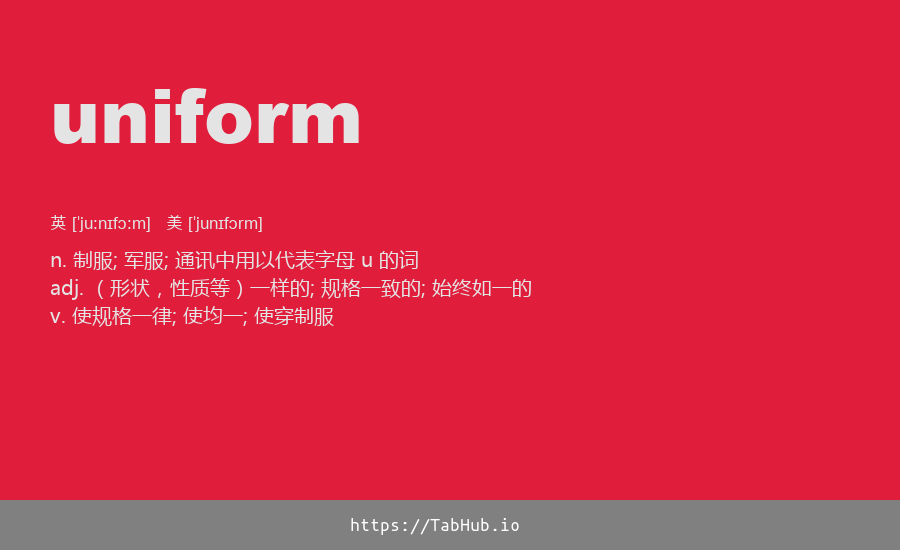 uniform
英 ['juːnɪfɔːm] 美 ['junɪfɔrm]
n. 制服; 军服; 通讯中用以代表字母 u 的词
adj. （形状，性质等）一样的; 规格一致的; 始终如一的
v. 使规格一律; 使均一; 使穿制服
https://TabHub.io